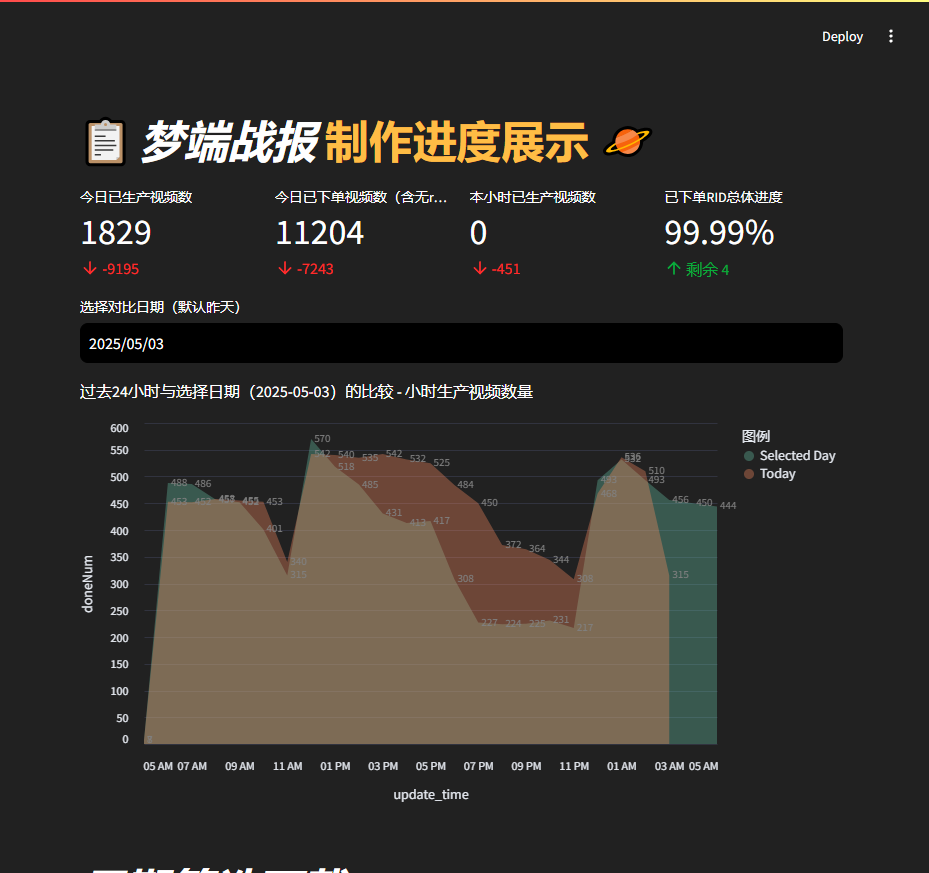 Deploy
梦端战报 制作进度展示
今日已生产视频数
1829
-9195
今日已下单视频数（含无r...
11204
-7243
本小时已生产视频数
0
-451
已下单RID总体进度
99.99%
剩余 4
选择对比日期（默认昨天）
2025/05/03
过去24小时与选择日期（2025-05-03）的比较 - 小时生产视频数量
图例
Selected Day
Today
600
550
500
450
400
350
300
250
200
150
100
50
0
doneNum
488 486 453 401 315 340
570 542 540 518 535 485 542 431 532 413 525 417
484 308 450 227 372 224 364 225 344 231 308 217
536 532 510 493 456 315 450 444
05 AM 07 AM 09 AM 11 AM 01 PM 03 PM 05 PM 07 PM 09 PM 11 PM 01 AM 03 AM 05 AM
update_time